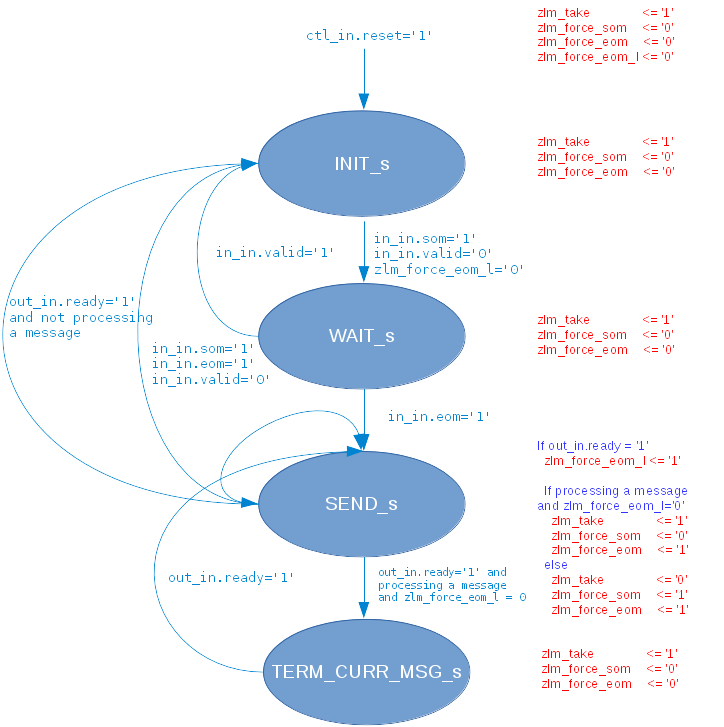 ctl_in.reset='1'
zlm_take <= '1'
zlm_force_som <= '0'
zlm_force_eom <= '0'
zlm_force_eom_l <= '0'
INIT_s
zlm_take <= '1'
zlm_force_som <= '0'
zlm_force_eom <= '0'
in_in.valid='1'
in_in.som='1'
in_in.valid='0'
zlm_force_eom_l='0'
out_in.ready='1'
and not processing
a message
WAIT_s
zlm_take <= '1'
zlm_force_som <= '0'
zlm_force_eom <= '0'
in_in.som='1'
in_in.eom='1'
in_in.valid='0'
in_in.eom='1'
SEND_s
If out_in.ready = '1'
zlm_force_eom_l <= '1'
If processing a message
and zlm_force_eom_l='0'
zlm_take <= '1'
zlm_force_som <= '0'
zlm_force_eom <= '1'
else
zlm_take <= '0'
zlm_force_som <= '1'
zlm_force_eom <= '1'
out_in.ready='1'
out_in.ready='1' and
processing a message
and zlm_force_eom_l = 0
TERM_CURR_MSG_s
zlm_take <= '1'
zlm_force_som <= '0'
zlm_force_eom <= '0'